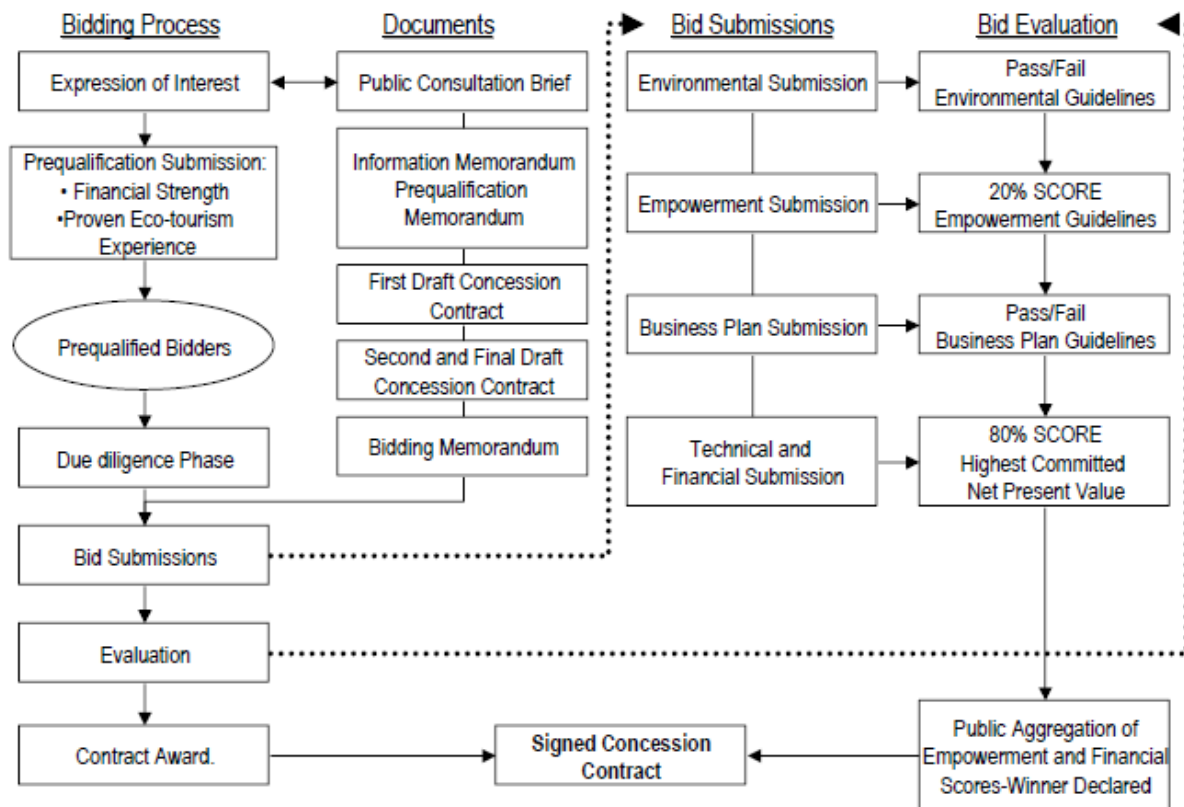 Bidding Process
Expression of Interest
Prequalification Submission:
• Financial Strength
•Proven Eco-tourism
Experience
Prequalified Bidders
Due diligence Phase
Bid Submissions
Evaluation
Contract Award.
Documents
Public Consultation Brief
Information Memorandum
Prequalification
Memorandum
First Draft Concession
Contract
Second and Final Draft
Concession Contract
Bidding Memorandum
Signed Concession
Contract
Bid Submissions
Environmental Submission
Empowerment Submission
Business Plan Submission
Technical and
Financial Submission
Bid Evaluation
Pass/Fail
Environmental Guidelines
20% SCORE
Empowerment Guidelines
Pass/Fail
Business Plan Guidelines
80% SCORE
Highest Committed
Net Present Value
Public Aggregation of
Empowerment and Financial
Scores-Winner Declared